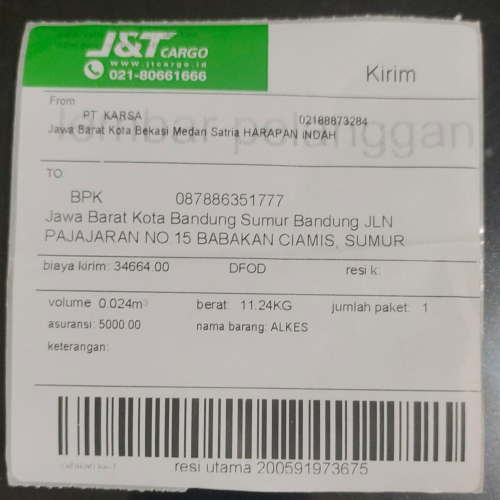 J&T CARGO
www.jtcargo.id
021-80661666
Kirim
From
PT KARSA 02188873284
Jawa Barat Kota Bekasi Medan Satria HARAPAN INDAH
lembar pelanggan
TO:
BPK 087886351777
Jawa Barat Kota Bandung Sumur Bandung JLN
PAJAJARAN NO.15 BABAKAN CIAMIS, SUMUR
biaya kirim: 34664.00 DFOD resi k:
volume 0.024m³ berat: 11.24KG jumlah paket: 1
asuransi: 5000.00 nama barang: ALKES
keterangan:
resi utama 200591973675